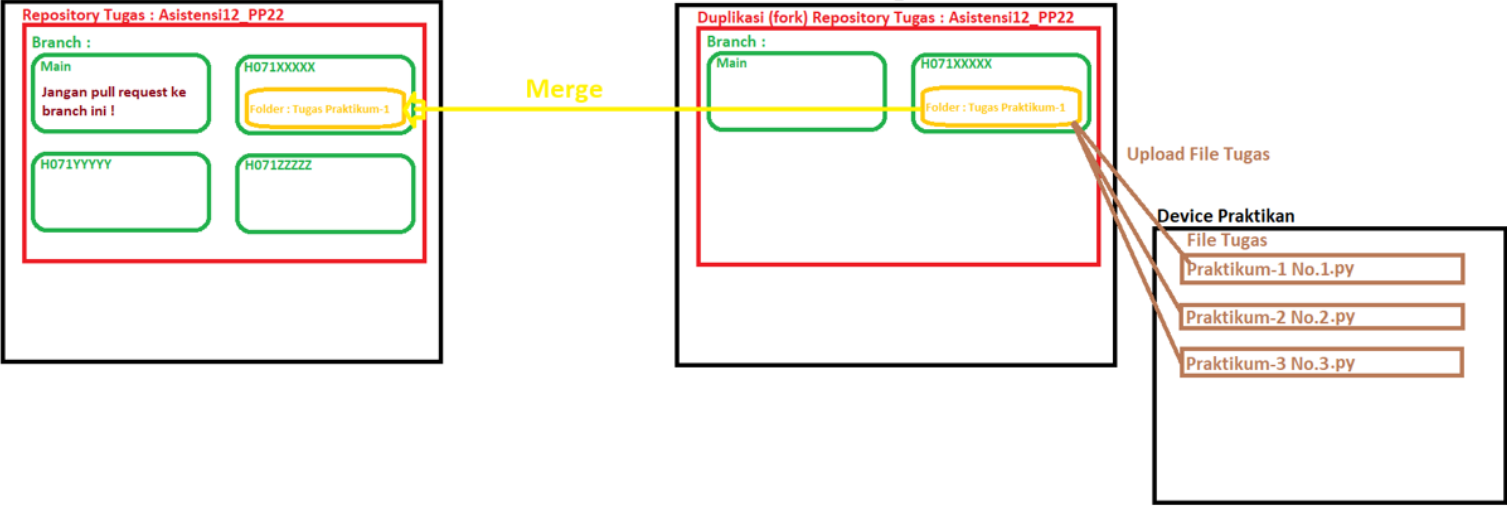 Repository Tugas : Asistensi12_PP22
Branch :
Main
Jangan pull request ke
branch ini !
H071XXXXX
Folder : Tugas Praktikum-1
H071YYYYY
H071ZZZZZ
Merge
Duplikasi (fork) Repository Tugas : Asistensi12_PP22
Branch :
Main
H071XXXXX
Folder : Tugas Praktikum-1
Upload File Tugas
Device Praktikan
File Tugas
Praktikum-1 No.1.py
Praktikum-2 No.2.py
Praktikum-3 No.3.py